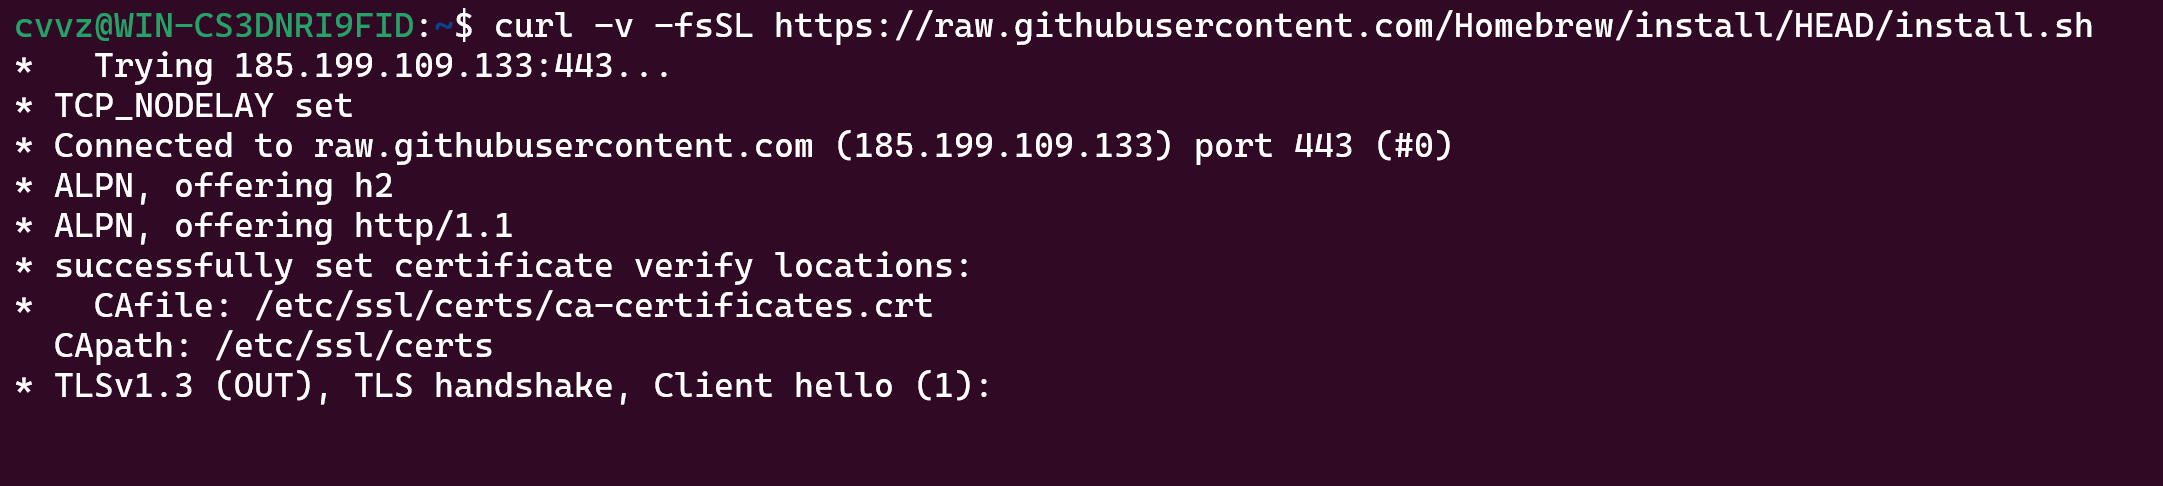 cvvz@WIN-CS3DNRI9FID:~$ curl -v -fsSL https://raw.githubusercontent.com/Homebrew/install/HEAD/install.sh
*   Trying 185.199.109.133:443...
* TCP_NODELAY set
* Connected to raw.githubusercontent.com (185.199.109.133) port 443 (#0)
* ALPN, offering h2
* ALPN, offering http/1.1
* successfully set certificate verify locations:
*   CAfile: /etc/ssl/certs/ca-certificates.crt
  CApath: /etc/ssl/certs
* TLSv1.3 (OUT), TLS handshake, Client hello (1):